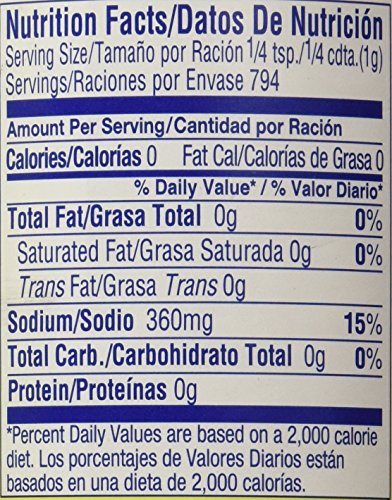 Nutrition Facts/Datos De Nutrición
Serving Size/Tamaño por Ración 1/4 tsp./1/4 cdta.(1g)
Servings/Raciones por Envase 794
Amount Per Serving/Cantidad por Ración
Calories/Calorías 0 Fat Cal/Calorías de Grasa 0
% Daily Value* / % Valor Diario*
Total Fat/Grasa Total 0g 0%
Saturated Fat/Grasa Saturada 0g 0%
Trans Fat/Grasa Trans 0g
Sodium/Sodio 360mg 15%
Total Carb./Carbohidrato Total 0g 0%
Protein/Proteínas 0g
*Percent Daily Values are based on a 2,000 calorie
diet. Los porcentajes de Valores Diarios están
basados en una dieta de 2,000 calorías.